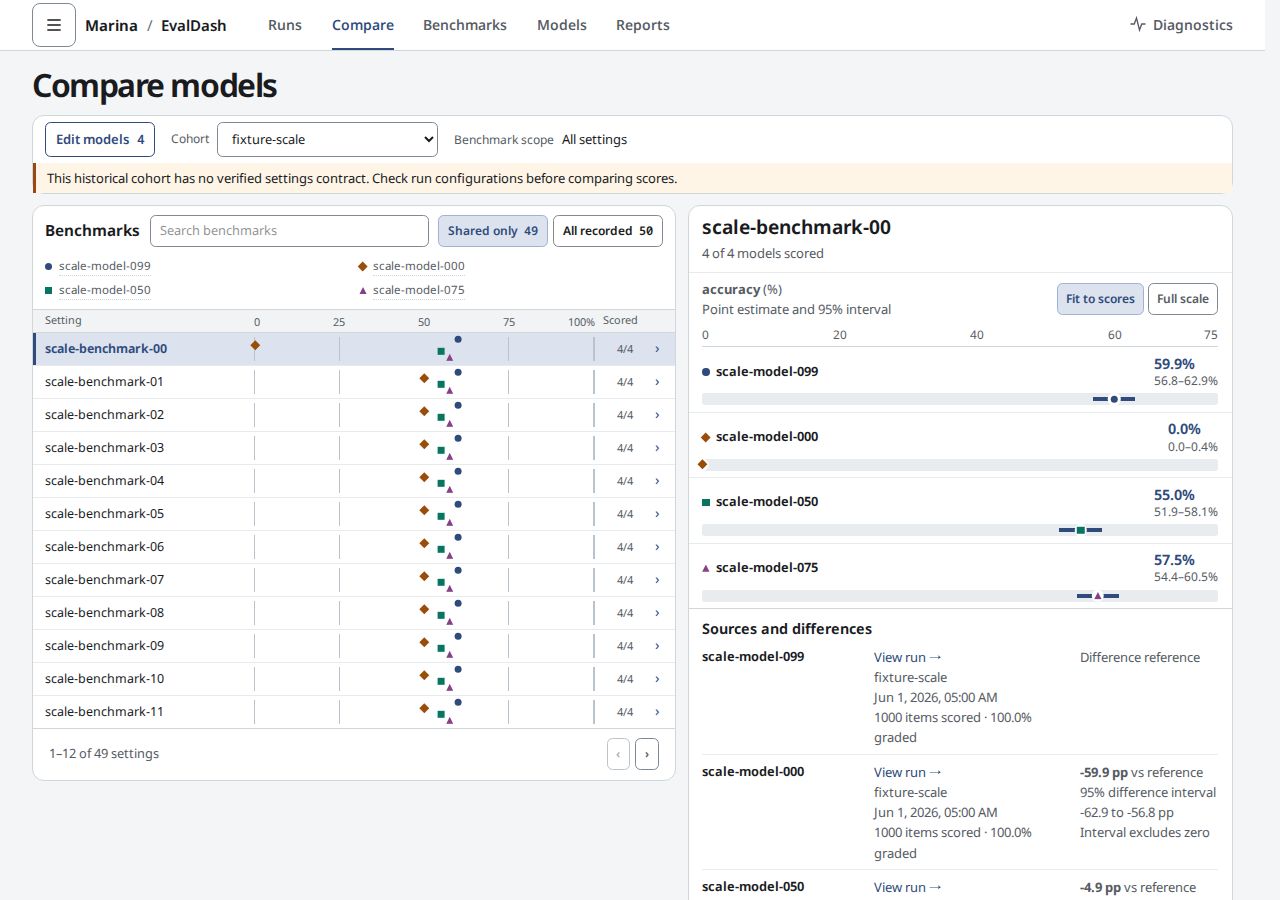 Marina / EvalDash Runs Compare Benchmarks Models Reports Diagnostics
Compare models
Edit models 4 Cohort fixture-scale Benchmark scope All settings
This historical cohort has no verified settings contract. Check run configurations before comparing scores.
Benchmarks Search benchmarks Shared only 49 All recorded 50
scale-model-099 scale-model-000
scale-model-050 scale-model-075
Setting 0 25 50 75 100% Scored
scale-benchmark-00 4/4 ›
scale-benchmark-01 4/4 ›
scale-benchmark-02 4/4 ›
scale-benchmark-03 4/4 ›
scale-benchmark-04 4/4 ›
scale-benchmark-05 4/4 ›
scale-benchmark-06 4/4 ›
scale-benchmark-07 4/4 ›
scale-benchmark-08 4/4 ›
scale-benchmark-09 4/4 ›
scale-benchmark-10 4/4 ›
scale-benchmark-11 4/4 ›
1–12 of 49 settings ‹ ›
scale-benchmark-00
4 of 4 models scored
accuracy (%)
Point estimate and 95% interval
Fit to scores Full scale
0 20 40 60 75
scale-model-099 59.9%
56.8–62.9%
scale-model-000 0.0%
0.0–0.4%
scale-model-050 55.0%
51.9–58.1%
scale-model-075 57.5%
54.4–60.5%
Sources and differences
scale-model-099 View run → Difference reference
fixture-scale
Jun 1, 2026, 05:00 AM
1000 items scored · 100.0%
graded
scale-model-000 View run → -59.9 pp vs reference
fixture-scale 95% difference interval
Jun 1, 2026, 05:00 AM -62.9 to -56.8 pp
1000 items scored · 100.0% Interval excludes zero
graded
scale-model-050 View run → -4.9 pp vs reference